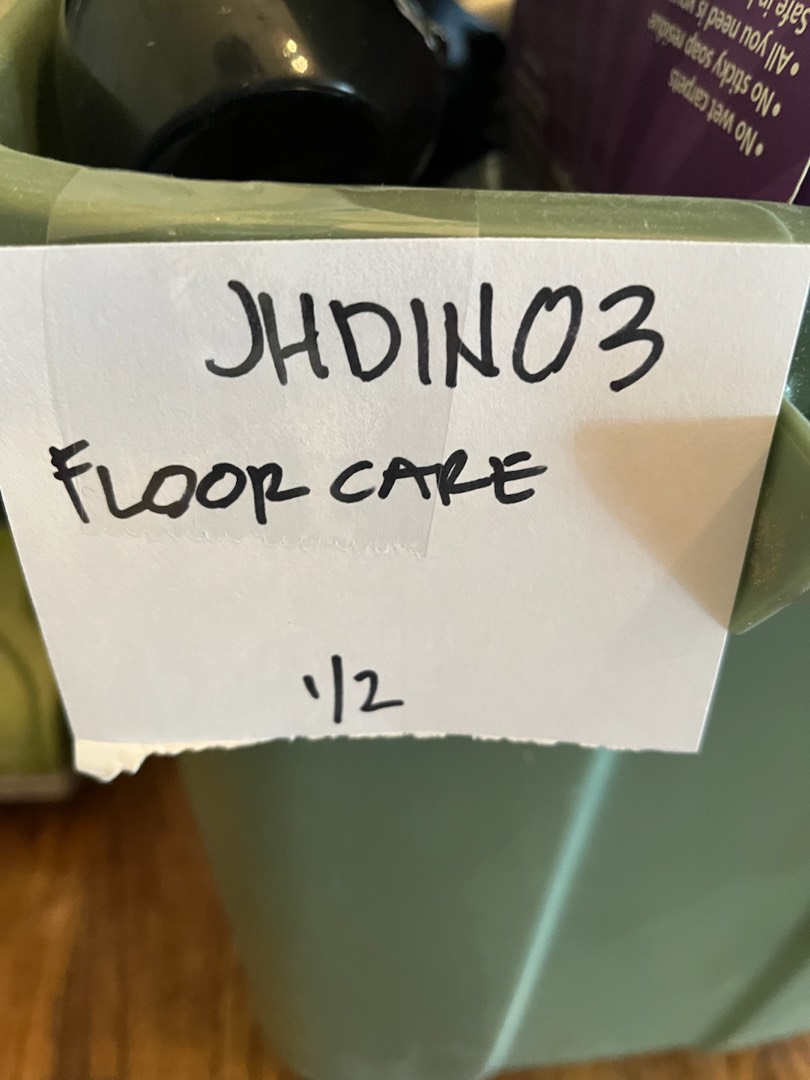 JHDIN03
FLOOR CARE
1/2
• No wet carpets
• No sticky soap residue
• All you need is